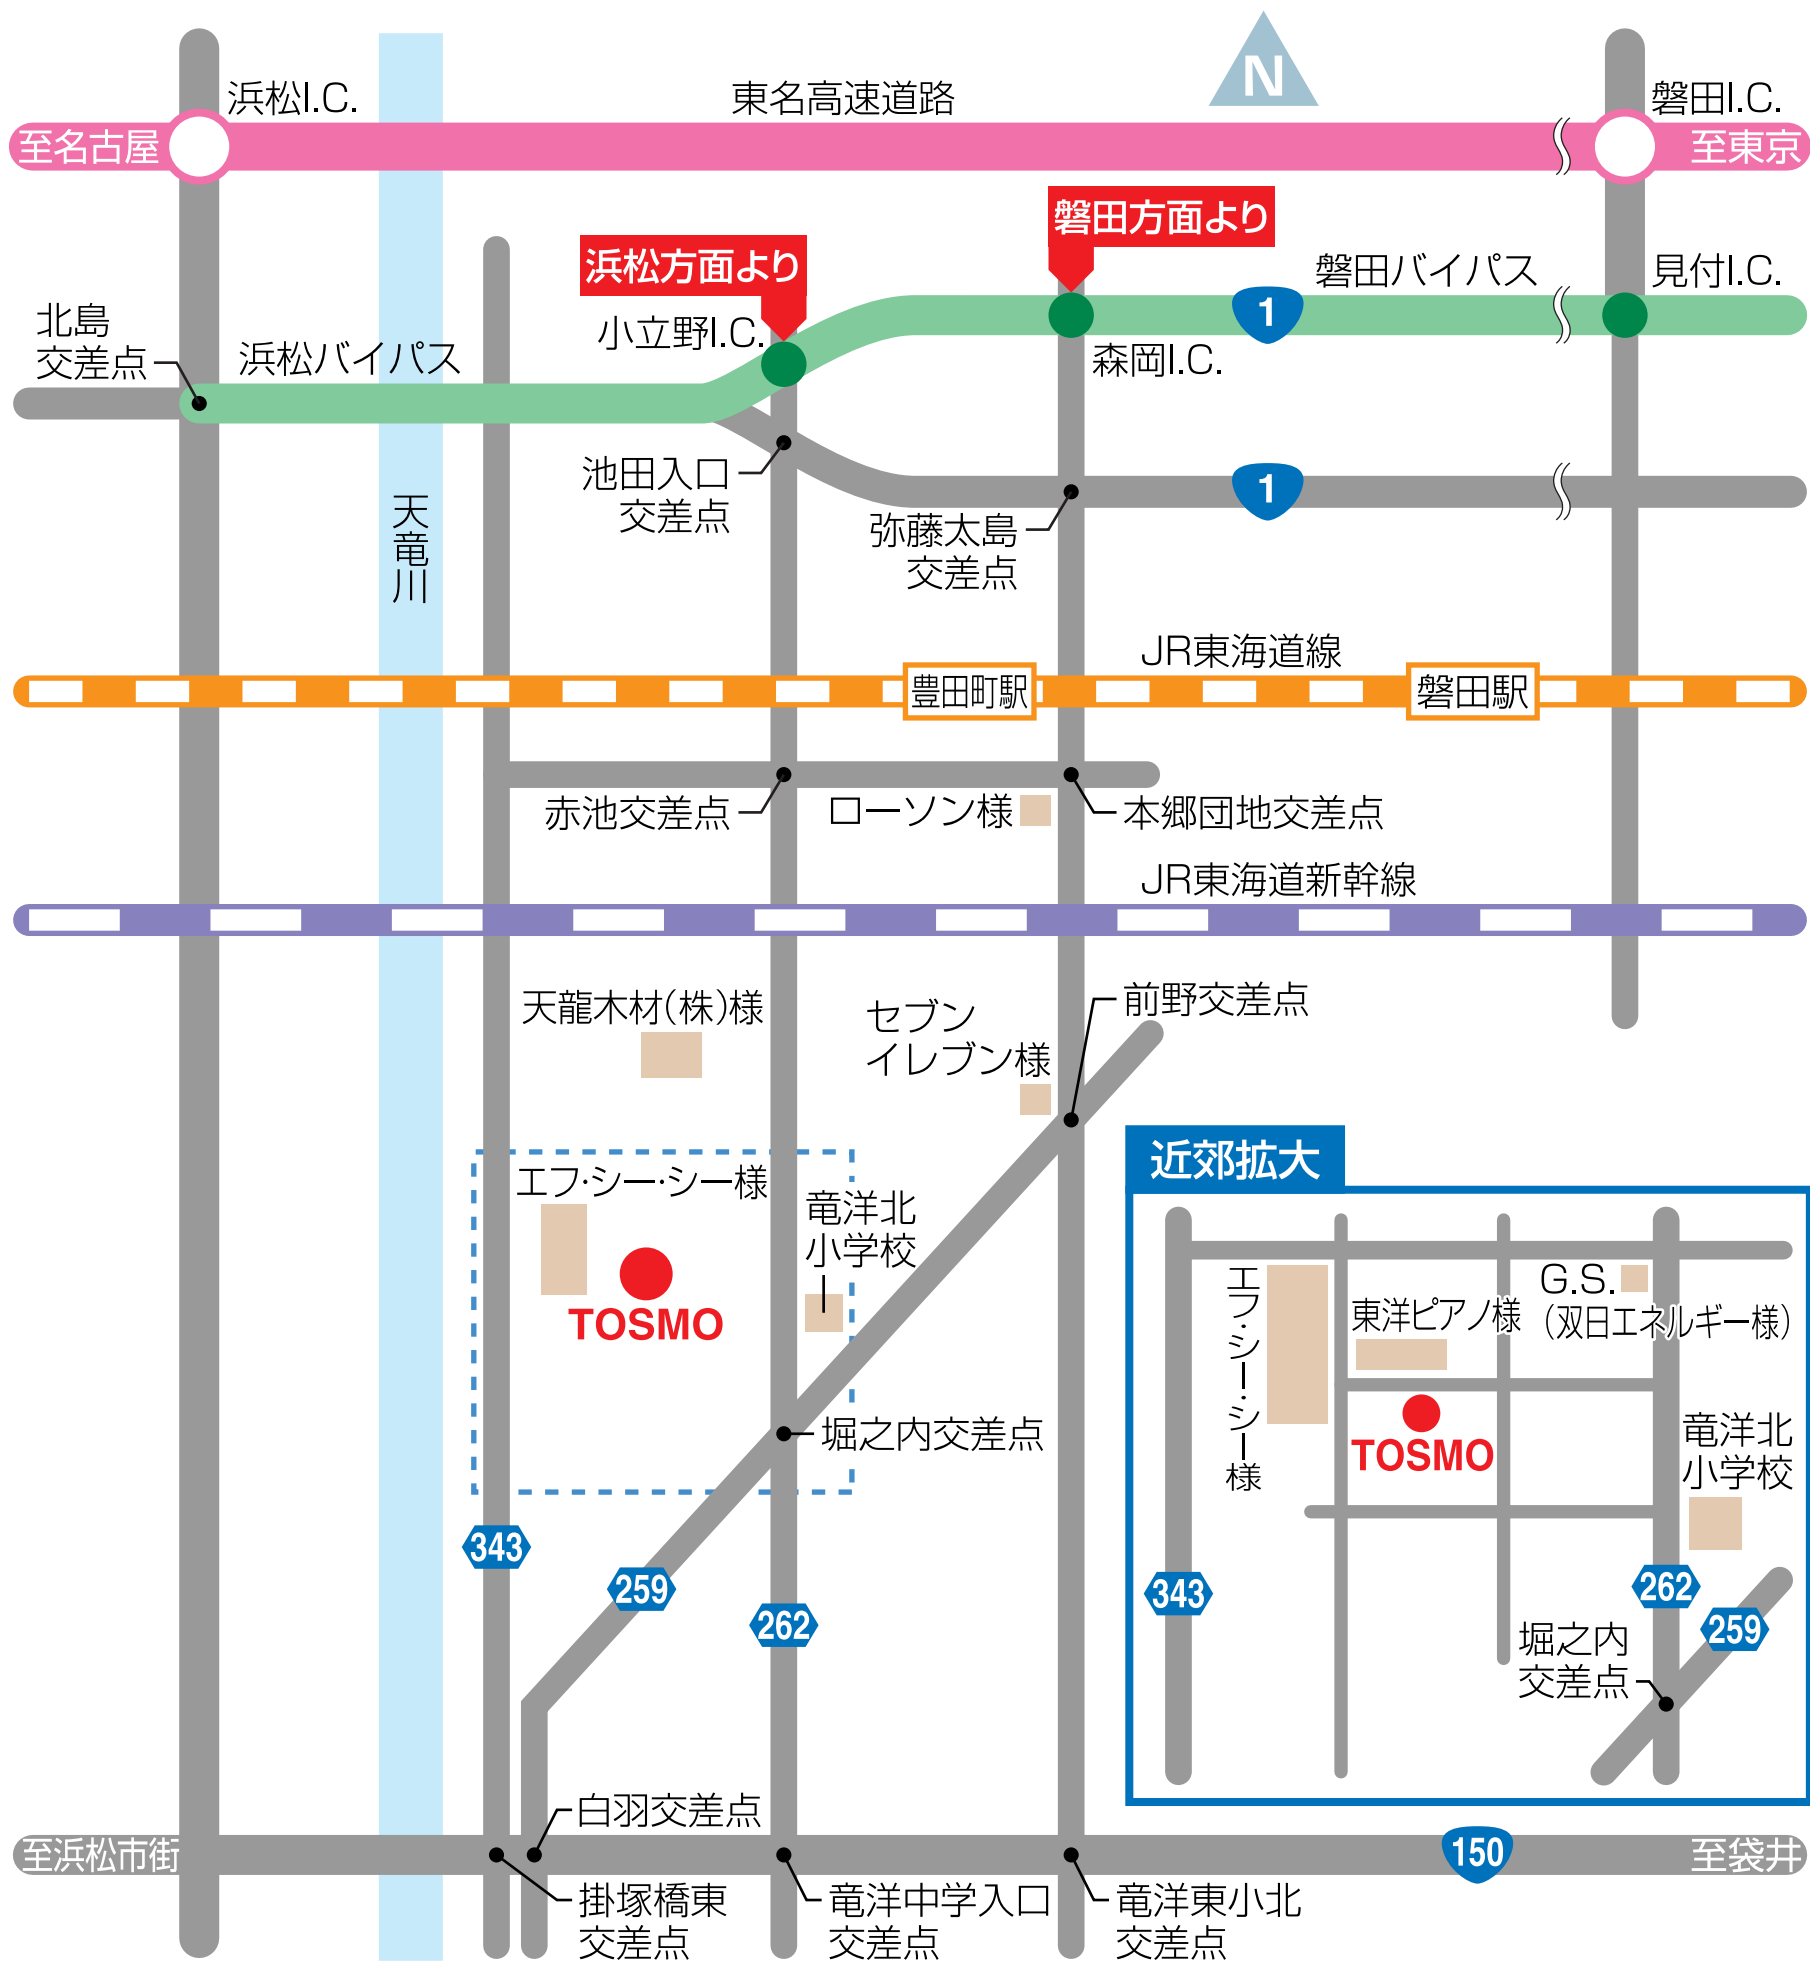 N
浜松I.C.
東名高速道路
磐田I.C.
至名古屋
至東京
磐田方面より
浜松方面より
磐田バイパス
見付I.C.
1
北島
交差点
浜松バイパス
小立野I.C.
森岡I.C.
池田入口
交差点
1
弥藤太島
交差点
天竜川
JR東海道線
豊田町駅
磐田駅
赤池交差点
ローソン様
本郷団地交差点
JR東海道新幹線
天龍木材(株)様
セブン
イレブン様
前野交差点
エフ・シー・シー様
竜洋北
小学校
TOSMO
堀之内交差点
343
259
262
近郊拡大
エフ・シー・シー様
G.S.
(双日エネルギー様)
東洋ピアノ様
TOSMO
竜洋北
小学校
343
262
259
堀之内
交差点
白羽交差点
至浜松市街
150
至袋井
掛塚橋東
交差点
竜洋中学入口
交差点
竜洋東小北
交差点